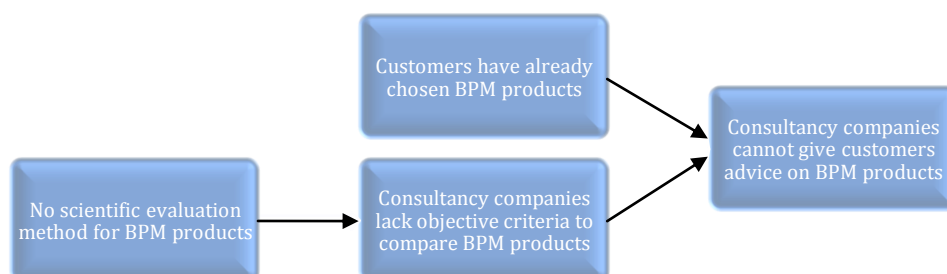 Customers have already
chosen BPM products
Consultancy companies
cannot give customers
advice on BPM products
No scientific evaluation
method for BPM products
Consultancy companies
lack objective criteria to
compare BPM products